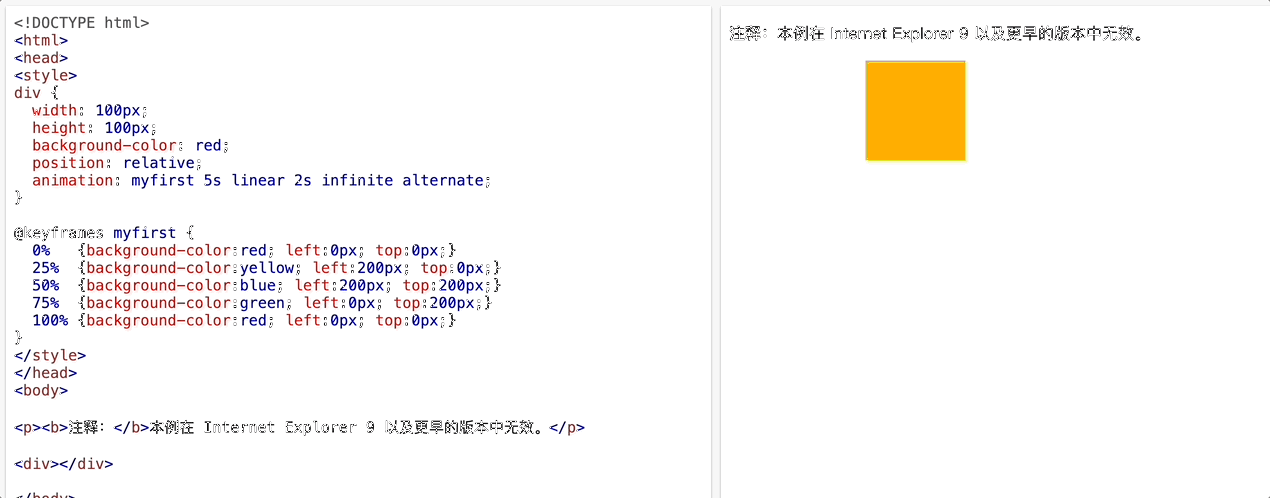 <!DOCTYPE html>
<html>
<head>
<style>
div {
  width: 100px;
  height: 100px;
  background-color: red;
  position: relative;
  animation: myfirst 5s linear 2s infinite alternate;
}

@keyframes myfirst {
  0%   {background-color:red; left:0px; top:0px;}
  25%  {background-color:yellow; left:200px; top:0px;}
  50%  {background-color:blue; left:200px; top:200px;}
  75%  {background-color:green; left:0px; top:200px;}
  100% {background-color:red; left:0px; top:0px;}
}
</style>
</head>
<body>

<p><b>注释：</b>本例在 Internet Explorer 9 以及更早的版本中无效。</p>

<div></div>

</body>
注释：本例在 Internet Explorer 9 以及更早的版本中无效。